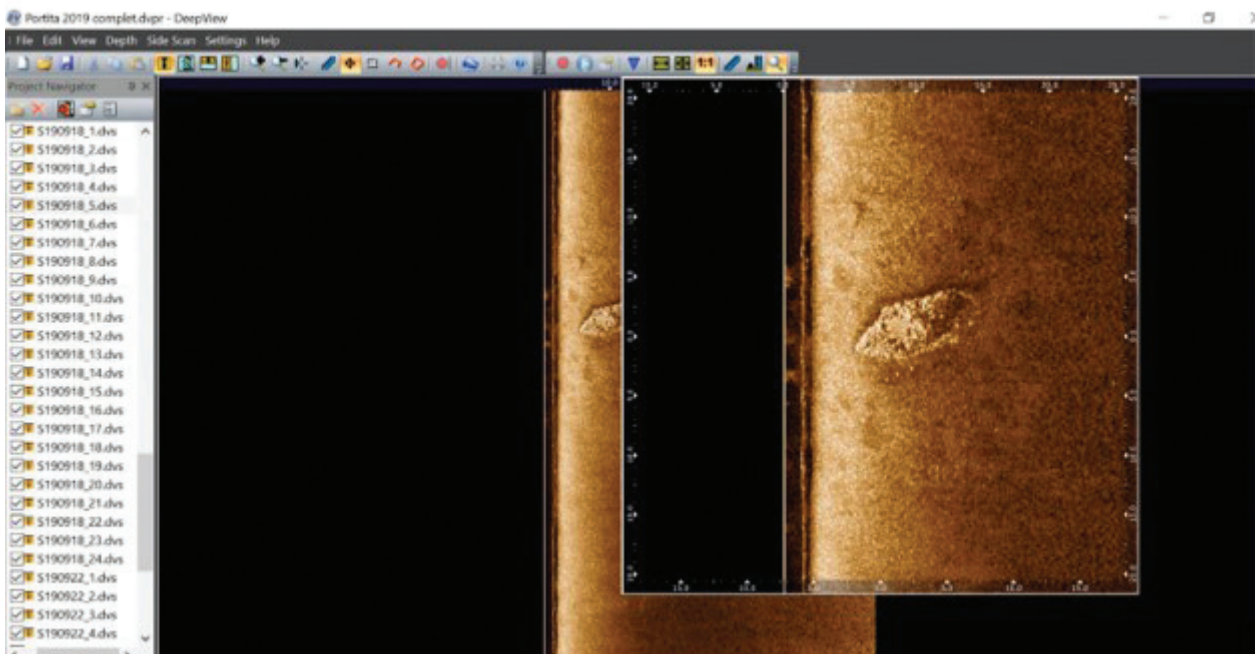 Portita 2019 complet.dvpr - DeepView
File Edit View Depth Side Scan Settings Help
Project Navigator
S190918_1.dvs
S190918_2.dvs
S190918_3.dvs
S190918_4.dvs
S190918_5.dvs
S190918_6.dvs
S190918_7.dvs
S190918_8.dvs
S190918_9.dvs
S190918_10.dvs
S190918_11.dvs
S190918_12.dvs
S190918_13.dvs
S190918_14.dvs
S190918_15.dvs
S190918_16.dvs
S190918_17.dvs
S190918_18.dvs
S190918_19.dvs
S190918_20.dvs
S190918_21.dvs
S190918_22.dvs
S190918_23.dvs
S190918_24.dvs
S190922_1.dvs
S190922_2.dvs
S190922_3.dvs
S190922_4.dvs
1:1